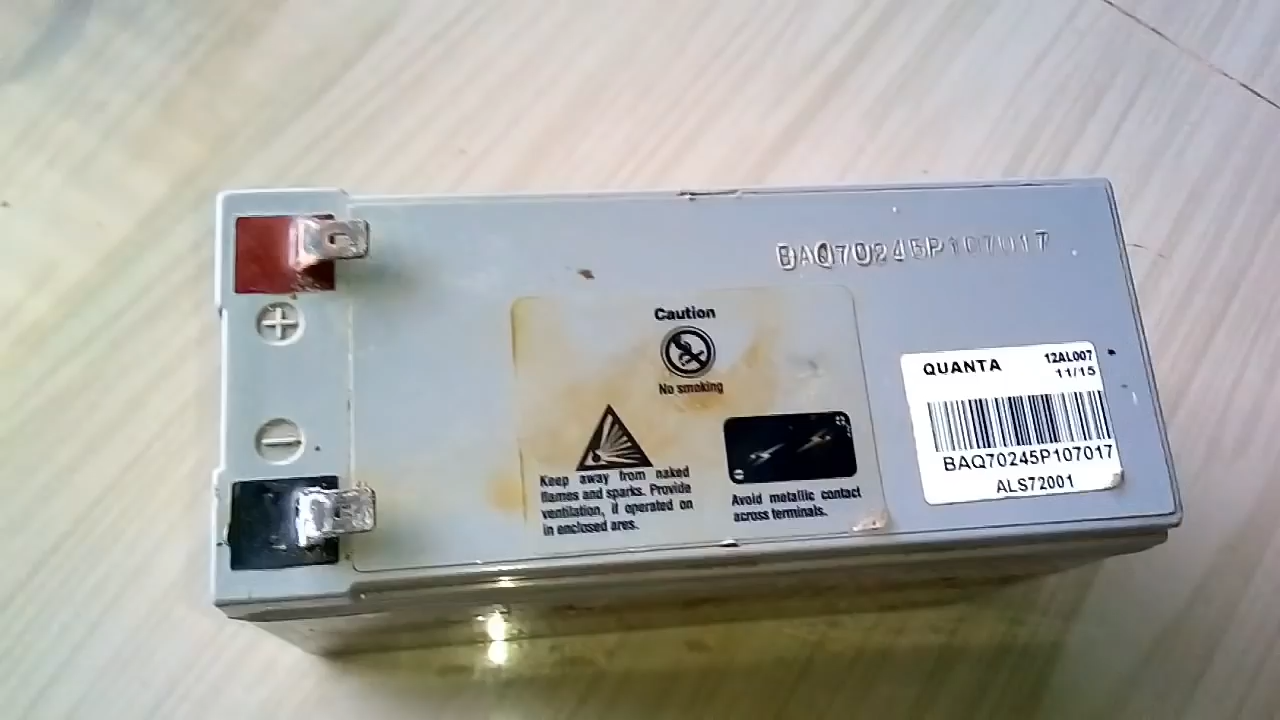 BAQ70245P107017
Caution
No smoking
Keep away from naked
flames and sparks. Provide
ventilation, if operated on
in enclosed ares.
Avoid metallic contact
across terminals.
QUANTA 12AL007
11/15
BAQ70245P107017
ALS72001